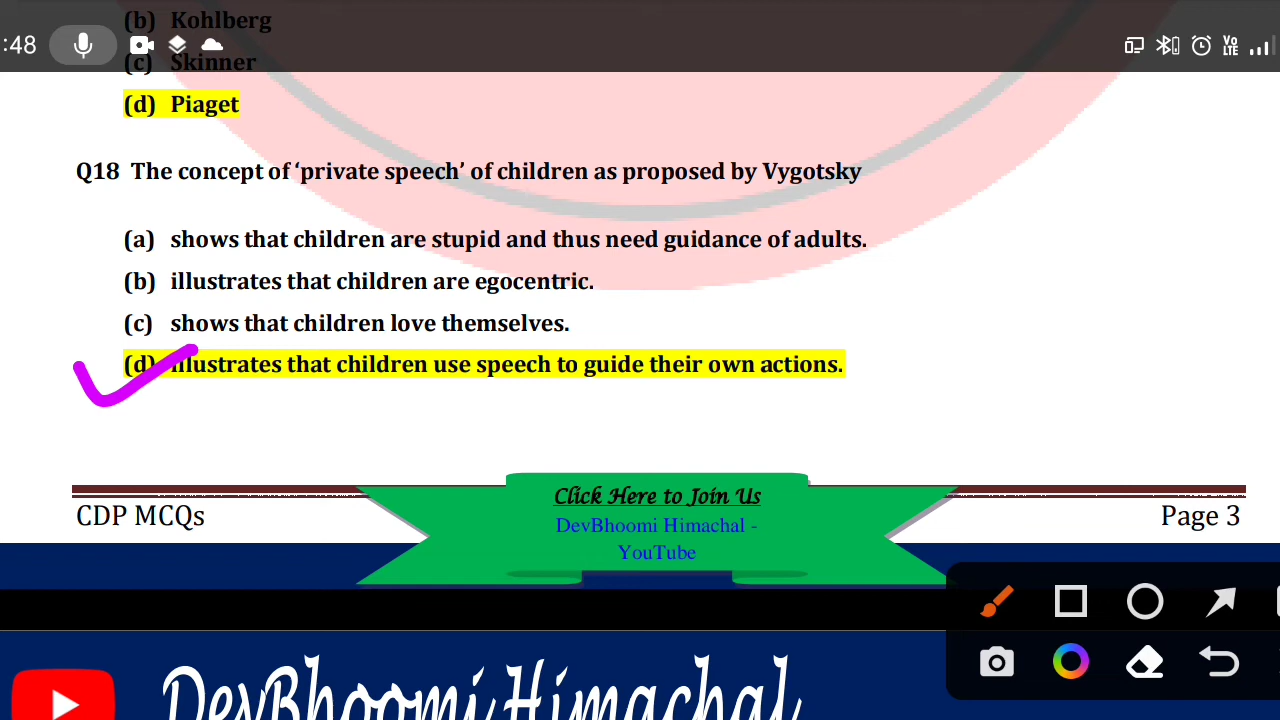 (b) Kohlberg
:48
Vo
LTE
(c) Skinner
(d) Piaget
Q18 The concept of ‘private speech’ of children as proposed by Vygotsky
(a) shows that children are stupid and thus need guidance of adults.
(b) illustrates that children are egocentric.
(c) shows that children love themselves.
(d) illustrates that children use speech to guide their own actions.
Click Here to Join Us
DevBhoomi Himachal -
YouTube
CDP MCQs
Page 3
DevBhoomi Himachal